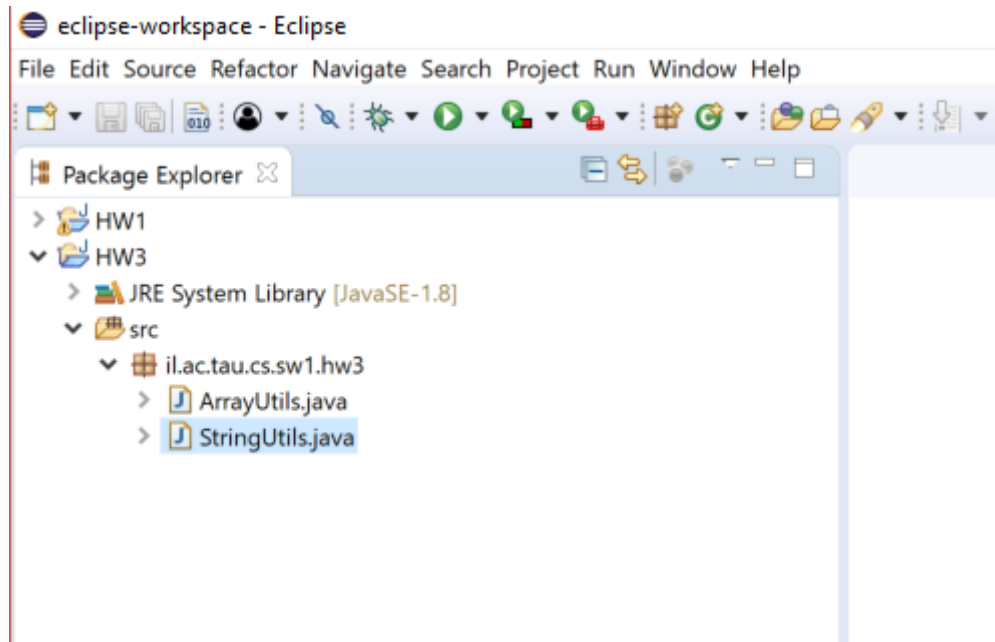 eclipse-workspace - Eclipse
File Edit Source Refactor Navigate Search Project Run Window Help
010
Package Explorer
HW1
HW3
JRE System Library [JavaSE-1.8]
src
il.ac.tau.cs.sw1.hw3
ArrayUtils.java
StringUtils.java